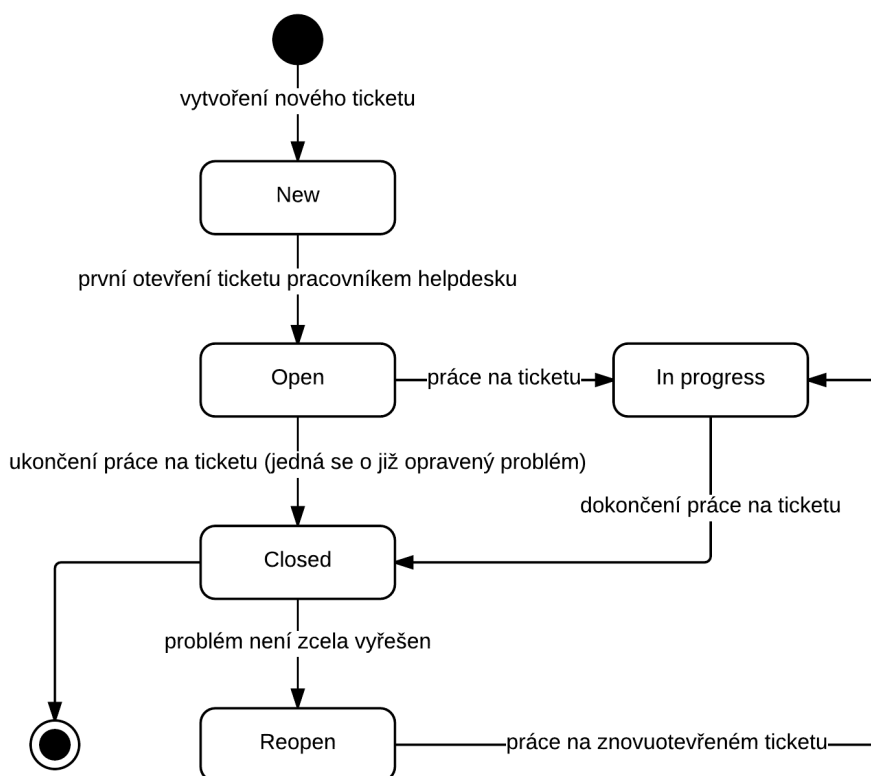 vytvoření nového ticketu
New
první otevření ticketu pracovníkem helpdesku
Open
práce na ticketu
In progress
ukončení práce na ticketu (jedná se o již opravený problém)
dokončení práce na ticketu
Closed
problém není zcela vyřešen
Reopen
práce na znovuotevřeném ticketu